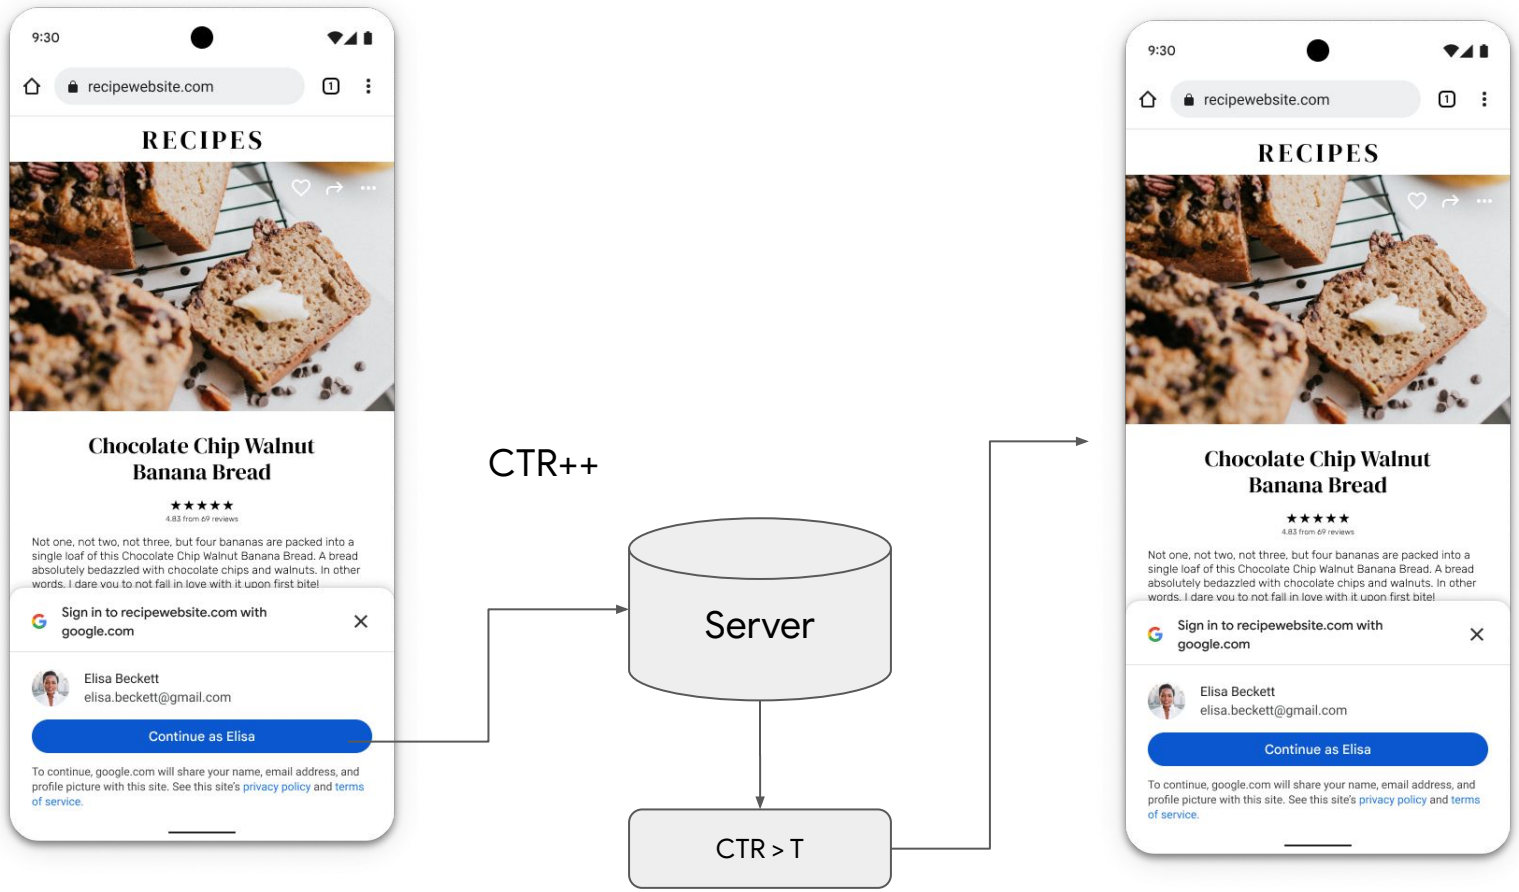 9:30
recipewebsite.com
1
RECIPES
Chocolate Chip Walnut
Banana Bread
★★★★★
4.83 from 69 reviews
Not one, not two, not three, but four bananas are packed into a
single loaf of this Chocolate Chip Walnut Banana Bread. A bread
absolutely bedazzled with chocolate chips and walnuts. In other
words, I dare you to not fall in love with it upon first bite!
G
Sign in to recipewebsite.com with
google.com
Elisa Beckett
elisa.beckett@gmail.com
Continue as Elisa
To continue, google.com will share your name, email address, and
profile picture with this site. See this site's privacy policy and terms
of service.
CTR++
Server
CTR > T
9:30
recipewebsite.com
1
RECIPES
Chocolate Chip Walnut
Banana Bread
★★★★★
4.83 from 69 reviews
Not one, not two, not three, but four bananas are packed into a
single loaf of this Chocolate Chip Walnut Banana Bread. A bread
absolutely bedazzled with chocolate chips and walnuts. In other
words, I dare you to not fall in love with it upon first bite!
G
Sign in to recipewebsite.com with
google.com
Elisa Beckett
elisa.beckett@gmail.com
Continue as Elisa
To continue, google.com will share your name, email address, and
profile picture with this site. See this site's privacy policy and terms
of service.